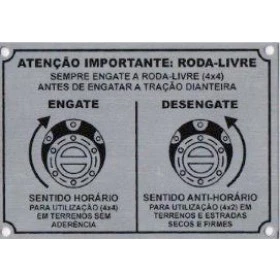 ATENÇÃO IMPORTANTE: RODA-LIVRE
SEMPRE ENGATE A RODA-LIVRE (4x4)
ANTES DE ENGATAR A TRAÇÃO DIANTEIRA
ENGATE
SENTIDO HORÁRIO
PARA UTILIZAÇÃO (4x4)
EM TERRENOS SEM
ADERÊNCIA
DESENGATE
SENTIDO ANTI-HORÁRIO
PARA UTILIZAÇÃO (4x2) EM
TERRENOS E ESTRADAS
SECOS E FIRMES